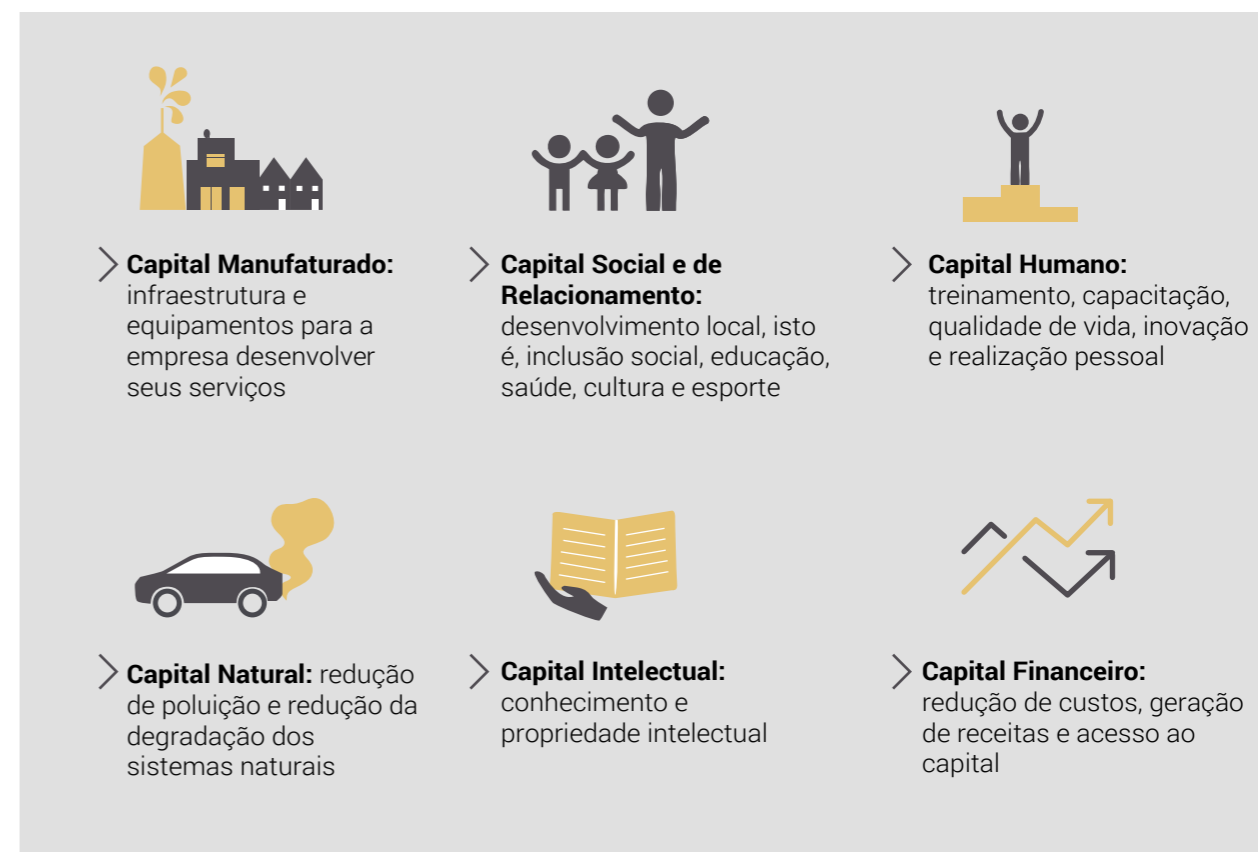 Capital Manufaturado:
infraestrutura e
equipamentos para a
empresa desenvolver
seus serviços
Capital Social e de
Relacionamento:
desenvolvimento local, isto
é, inclusão social, educação,
saúde, cultura e esporte
Capital Humano:
treinamento, capacitação,
qualidade de vida, inovação
e realização pessoal
Capital Natural: redução
de poluição e redução da
degradação dos
sistemas naturais
Capital Intelectual:
conhecimento e
propriedade intelectual
Capital Financeiro:
redução de custos, geração
de receitas e acesso ao
capital